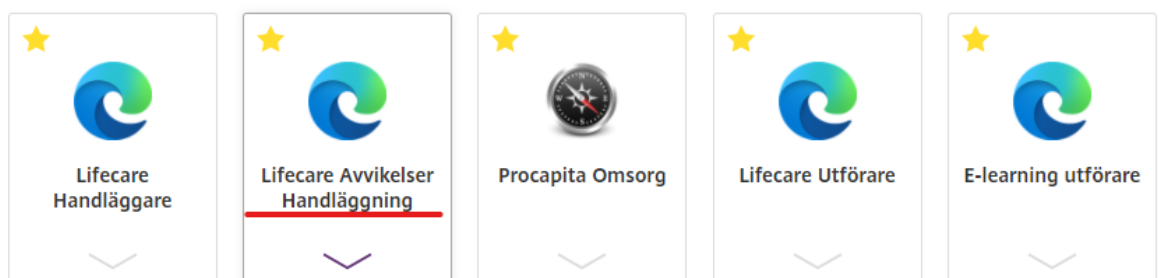 Lifecare
Handläggare
Lifecare Avvikelser
Handläggning
Procapita Omsorg
Lifecare Utförare
E-learning utförare